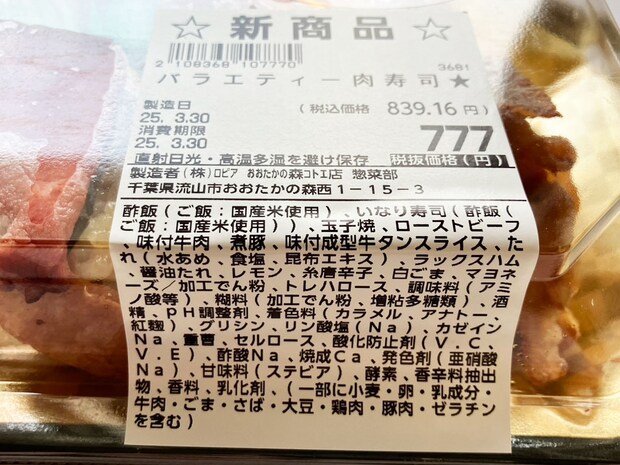 ☆ 新商品 ☆
2 108368 107770
3681
バラエティー肉寿司★
製造日
25. 3.30
(税込価格 839.16円)
消費期限
25. 3.30
777
直射日光・高温多湿を避け保存 税抜価格(円)
製造者(株)ロピア おおたかの森コトエ店 惣菜部
千葉県流山市おおたかの森西1-15-3
酢飯(ご飯:国産米使用)、いなり寿司(酢飯(
ご飯:国産米使用))、玉子焼、ローストビーフ
、味付牛肉、煮豚、味付成型牛タンスライス、た
れ(水あめ、食塩、昆布エキス)、ラックスハム
、醤油たれ、レモン、糸唐辛子、白ごま、マヨネ
ーズ/加工でん粉、トレハロース、調味料(アミ
ノ酸等)、糊料(加工でん粉、増粘多糖類)、酒
精、pH調整剤、着色料(カラメル、アナトー、
紅麹)、グリシン、リン酸塩(Na)、カゼイン
Na、重曹、セルロース、酸化防止剤(V.C、
V.E)、酢酸Na、焼成Ca、発色剤(亜硝酸
Na)、甘味料(ステビア)、酵素、香辛料抽出
物、香料、乳化剤、(一部に小麦・卵・乳成分・
牛肉・ごま・さば・大豆・鶏肉・豚肉・ゼラチン
を含む)